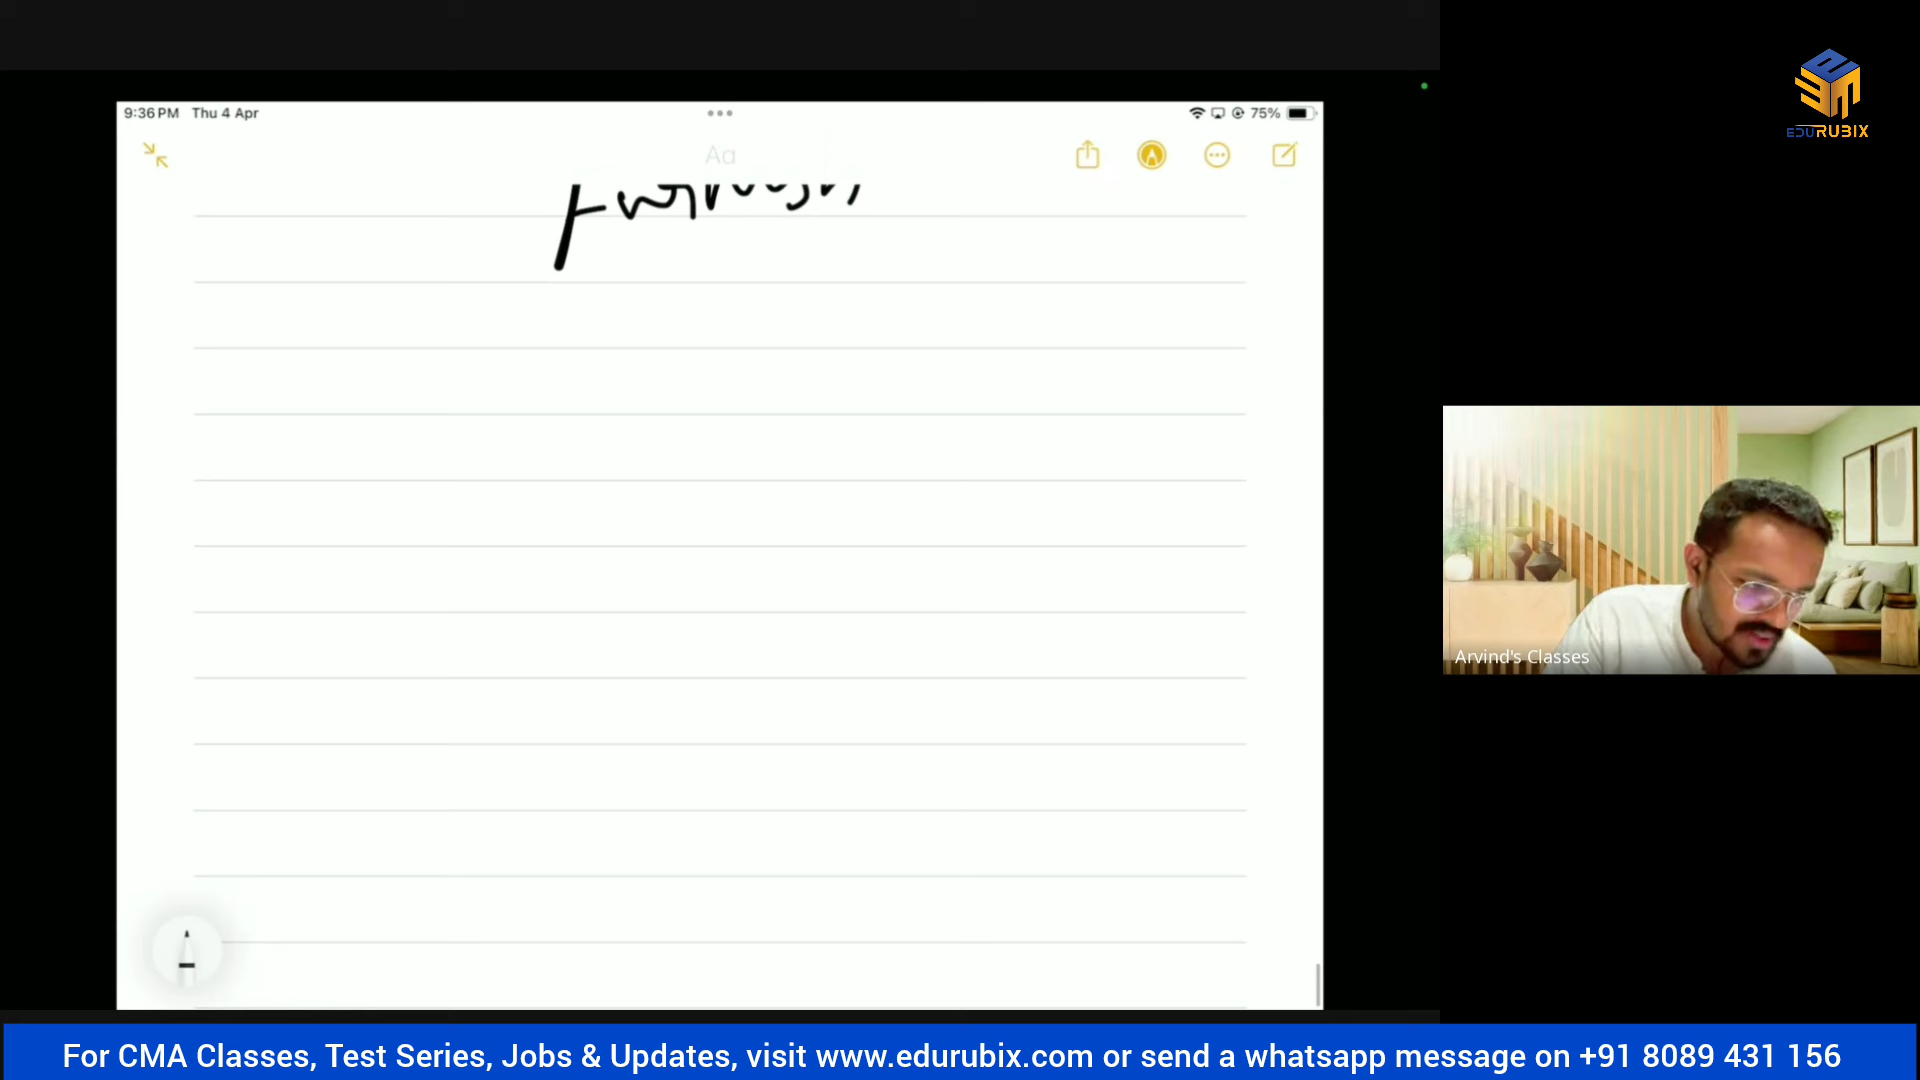 9:36 PM Thu 4 Apr
75%
Aa
EDURUBIX
Arvind's Classes
For CMA Classes, Test Series, Jobs & Updates, visit www.edurubix.com or send a whatsapp message on +91 8089 431 156